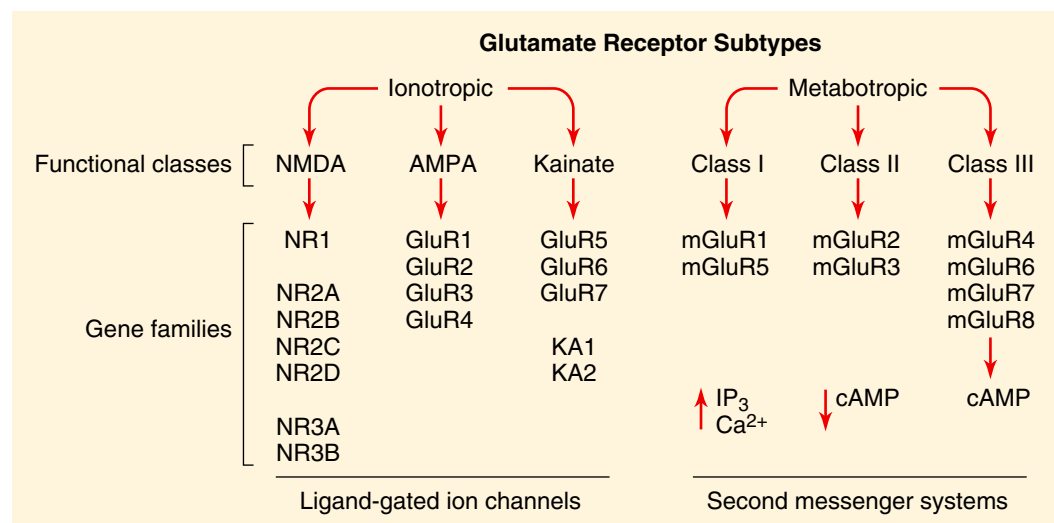 Glutamate Receptor Subtypes
Ionotropic Metabotropic
Functional classes NMDA AMPA Kainate Class I Class II Class III
NR1 GluR1 GluR5 mGluR1 mGluR2 mGluR4
GluR2 GluR6 mGluR5 mGluR3 mGluR6
NR2A GluR3 GluR7 mGluR7
Gene families NR2B GluR4 mGluR8
NR2C KA1
NR2D KA2
IP₃ cAMP cAMP
Ca²⁺
NR3A
NR3B
Ligand-gated ion channels Second messenger systems